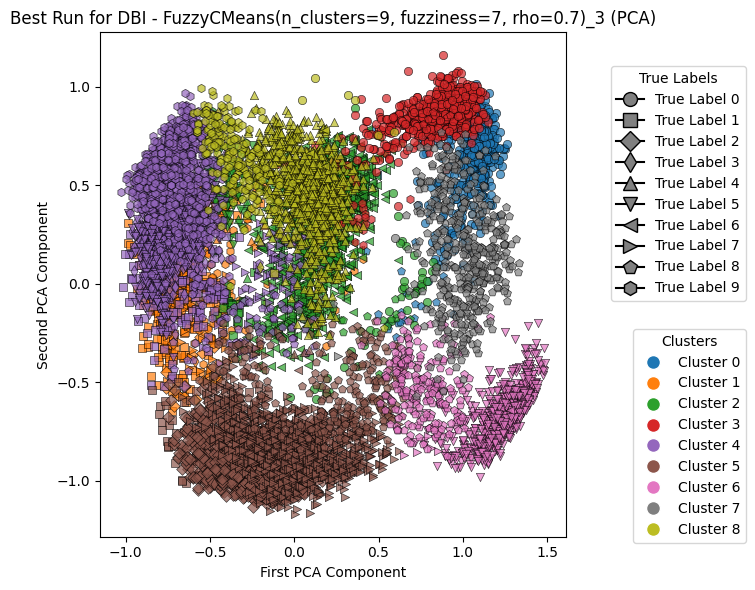 Best Run for DBI - FuzzyCMeans(n_clusters=9, fuzziness=7, rho=0.7)_3 (PCA)
1.0
0.5
0.0
−0.5
−1.0
Second PCA Component
−1.0
−0.5
0.0
0.5
1.0
1.5
First PCA Component
True Labels
True Label 0
True Label 1
True Label 2
True Label 3
True Label 4
True Label 5
True Label 6
True Label 7
True Label 8
True Label 9
Clusters
Cluster 0
Cluster 1
Cluster 2
Cluster 3
Cluster 4
Cluster 5
Cluster 6
Cluster 7
Cluster 8